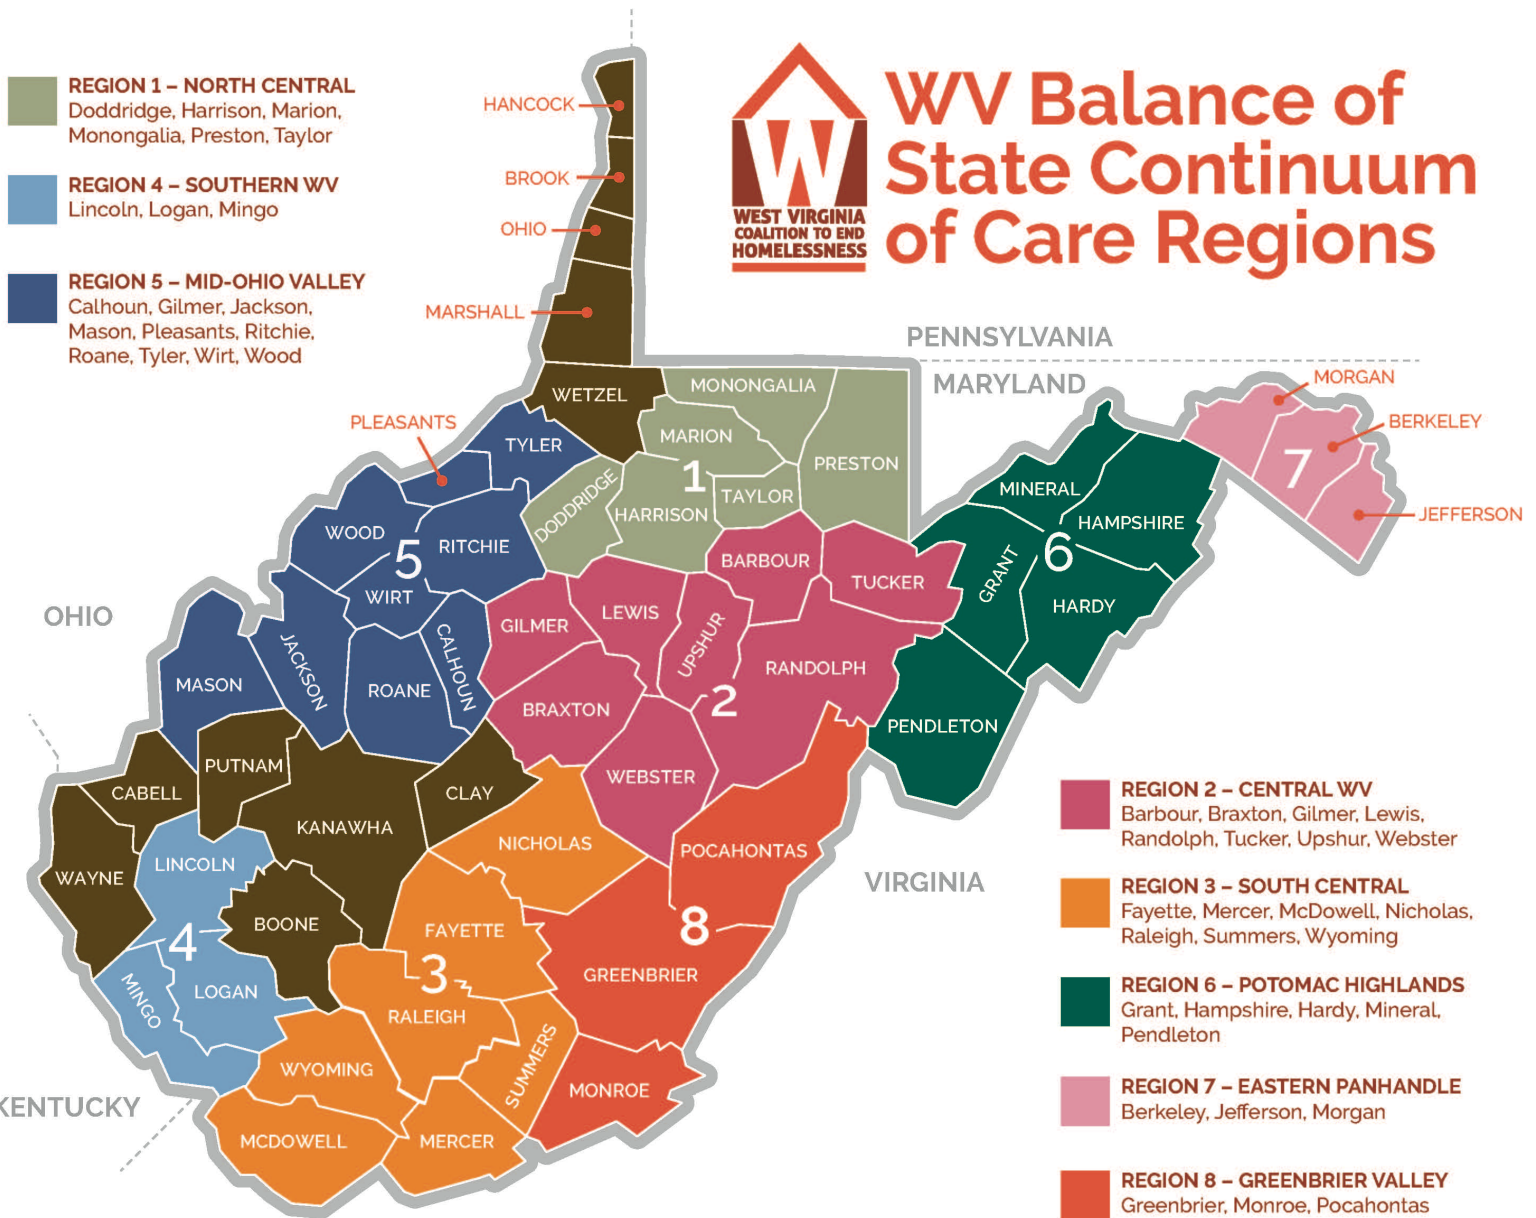 REGION 1 – NORTH CENTRAL
Doddridge, Harrison, Marion,
Monongalia, Preston, Taylor
REGION 4 – SOUTHERN WV
Lincoln, Logan, Mingo
REGION 5 – MID-OHIO VALLEY
Calhoun, Gilmer, Jackson,
Mason, Pleasants, Ritchie,
Roane, Tyler, Wirt, Wood
W
WEST VIRGINIA
COALITION TO END
HOMELESSNESS
WV Balance of
State Continuum
of Care Regions
HANCOCK
BROOK
OHIO
MARSHALL
PENNSYLVANIA
MARYLAND
MORGAN
BERKELEY
7
JEFFERSON
WETZEL
MONONGALIA
PLEASANTS
TYLER
MARION
1
PRESTON
DODDRIDGE
HARRISON
TAYLOR
MINERAL
HAMPSHIRE
6
GRANT
HARDY
PENDLETON
WOOD
5
RITCHIE
WIRT
OHIO
JACKSON
CALHOUN
MASON
ROANE
BARBOUR
TUCKER
GILMER
LEWIS
UPSHUR
RANDOLPH
2
BRAXTON
WEBSTER
PUTNAM
CABELL
CLAY
KANAWHA
WAYNE
LINCOLN
BOONE
4
MINGO
LOGAN
NICHOLAS
POCAHONTAS
VIRGINIA
8
FAYETTE
3
GREENBRIER
RALEIGH
SUMMERS
WYOMING
MONROE
KENTUCKY
MCDOWELL
MERCER
REGION 2 – CENTRAL WV
Barbour, Braxton, Gilmer, Lewis,
Randolph, Tucker, Upshur, Webster
REGION 3 – SOUTH CENTRAL
Fayette, Mercer, McDowell, Nicholas,
Raleigh, Summers, Wyoming
REGION 6 – POTOMAC HIGHLANDS
Grant, Hampshire, Hardy, Mineral,
Pendleton
REGION 7 – EASTERN PANHANDLE
Berkeley, Jefferson, Morgan
REGION 8 – GREENBRIER VALLEY
Greenbrier, Monroe, Pocahontas